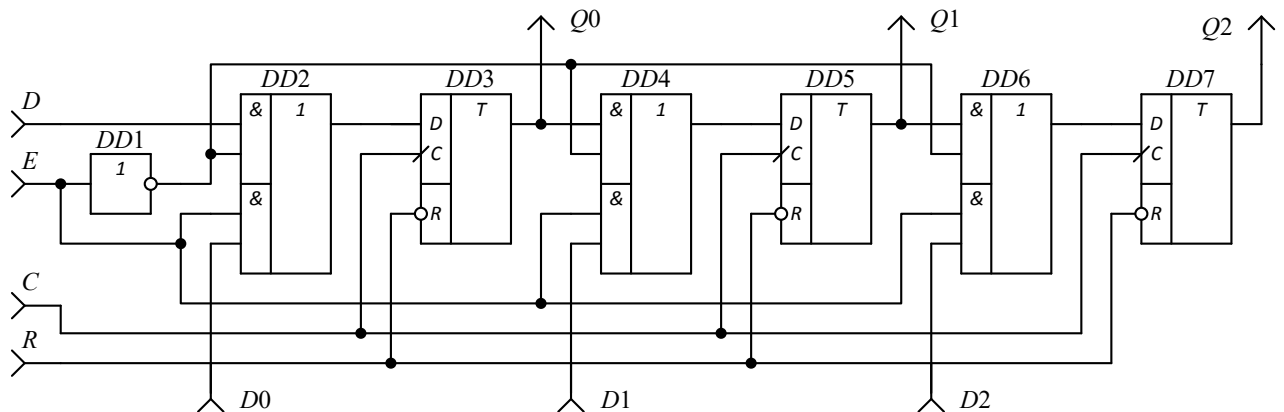 Q0 Q1 Q2
DD2 DD3 DD4 DD5 DD6 DD7
D & 1 D T & 1 D T & 1 D T
DD1 C C C
E 1 & R & R & R
C
R
D0 D1 D2